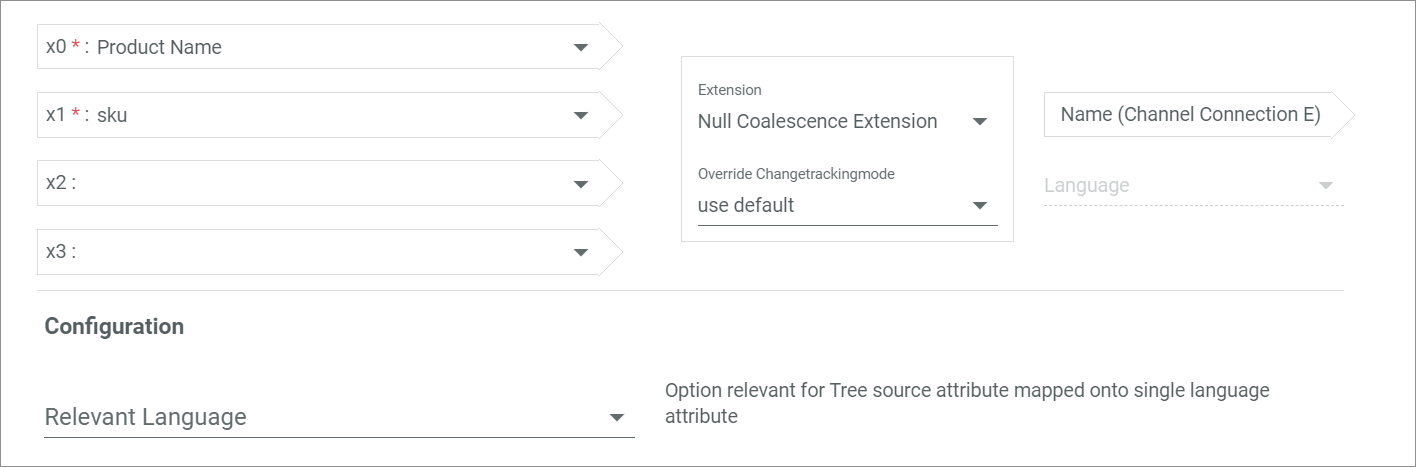 x0 * : Product Name
x1 * : sku
x2 :
x3 :
Extension
Null Coalescence Extension
Override Changetrackingmode
use default
Name (Channel Connection E)
Language
Configuration
Relevant Language
Option relevant for Tree source attribute mapped onto single language
attribute